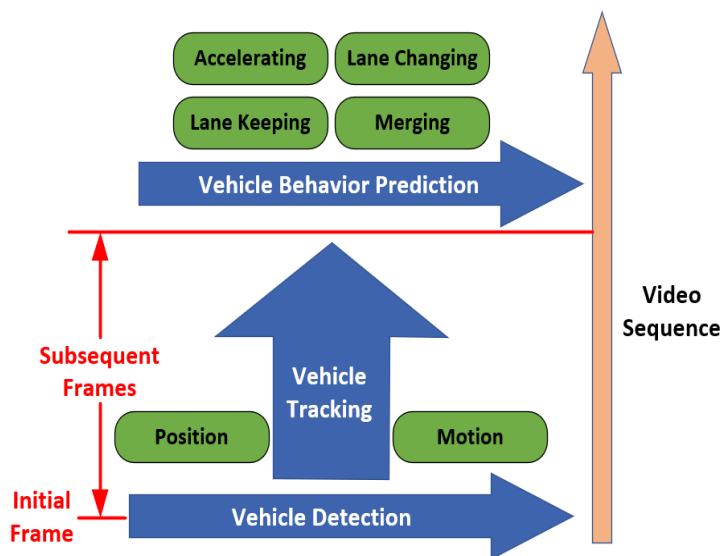 Accelerating
Lane Changing
Lane Keeping
Merging
Vehicle Behavior Prediction
Video
Sequence
Subsequent
Frames
Vehicle
Tracking
Position
Motion
Initial
Frame
Vehicle Detection